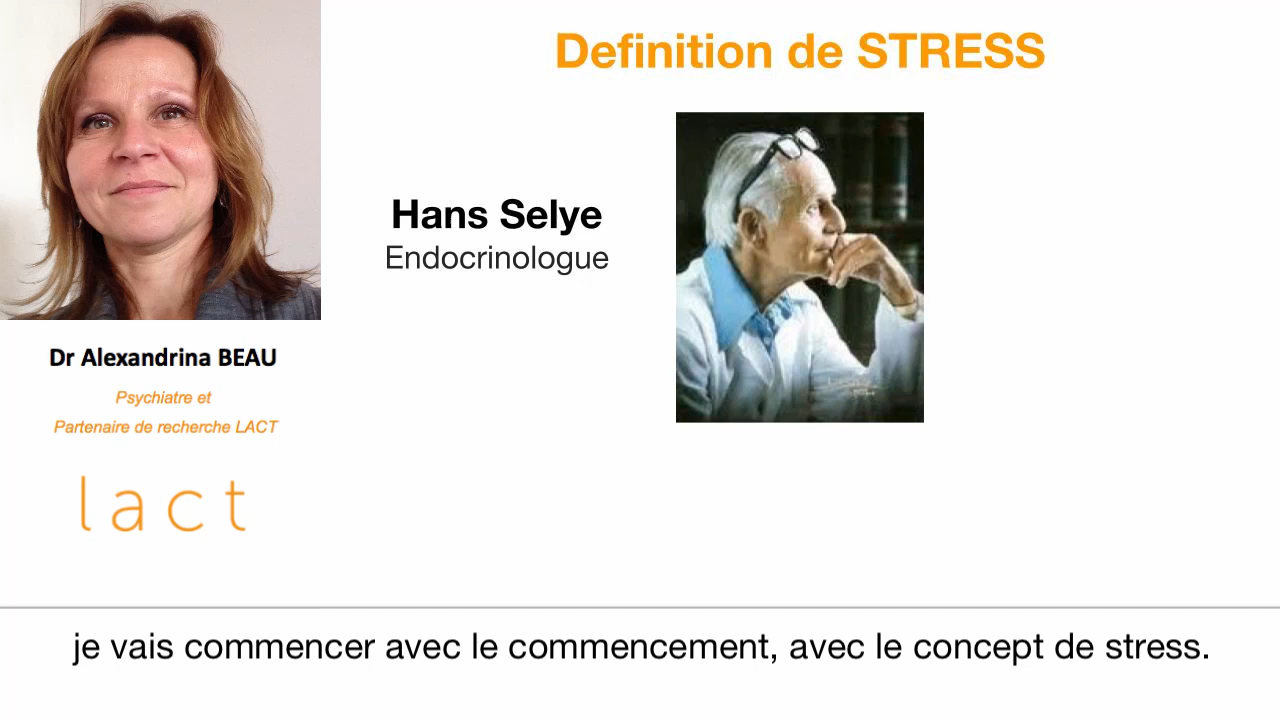 Definition de STRESS
Hans Selye
Endocrinologue
Dr Alexandrina BEAU
Psychiatre et
Partenaire de recherche LACT
lact
je vais commencer avec le commencement, avec le concept de stress.